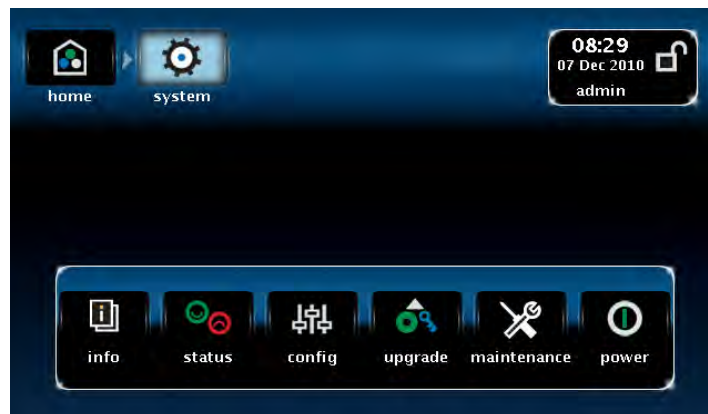 home
system
08:29
07 Dec 2010
admin
info
status
config
upgrade
maintenance
power